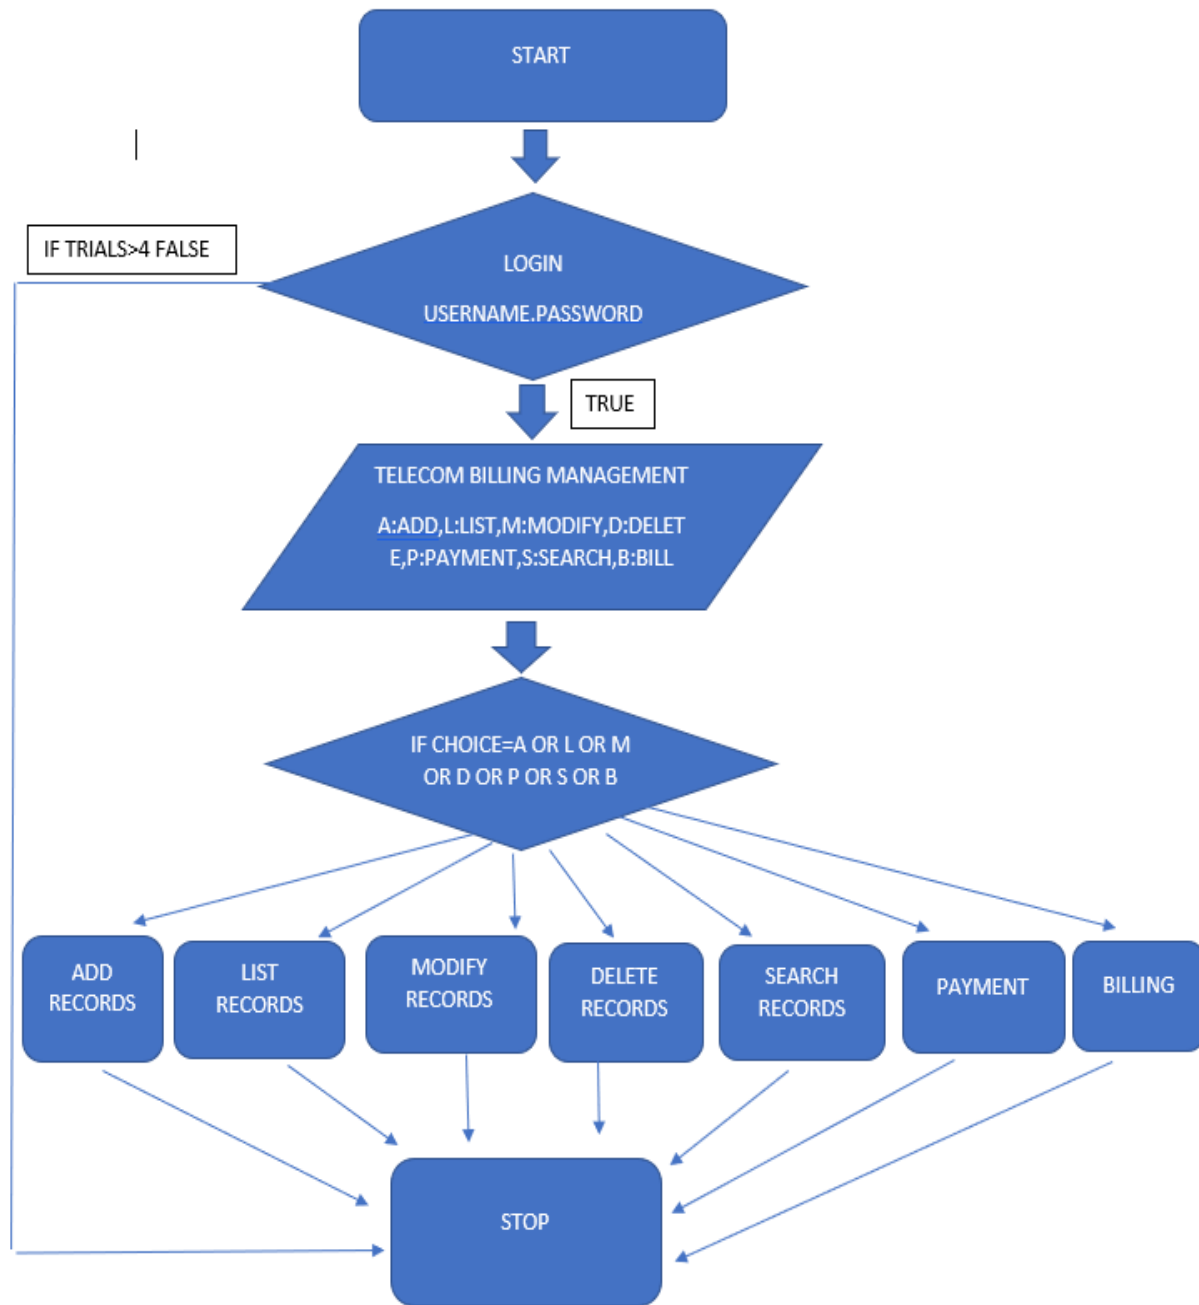 START
IF TRIALS>4 FALSE
LOGIN
USERNAME.PASSWORD
TRUE
TELECOM BILLING MANAGEMENT
A:ADD,L:LIST,M:MODIFY,D:DELET
E,P:PAYMENT,S:SEARCH,B:BILL
IF CHOICE=A OR L OR M
OR D OR P OR S OR B
ADD
RECORDS
LIST
RECORDS
MODIFY
RECORDS
DELETE
RECORDS
SEARCH
RECORDS
PAYMENT
BILLING
STOP